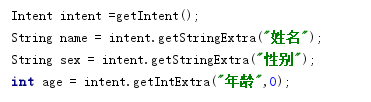 Intent intent =getIntent();
String name = intent.getStringExtra("姓名");
String sex = intent.getStringExtra("性别");
int age = intent.getIntExtra("年龄",0);